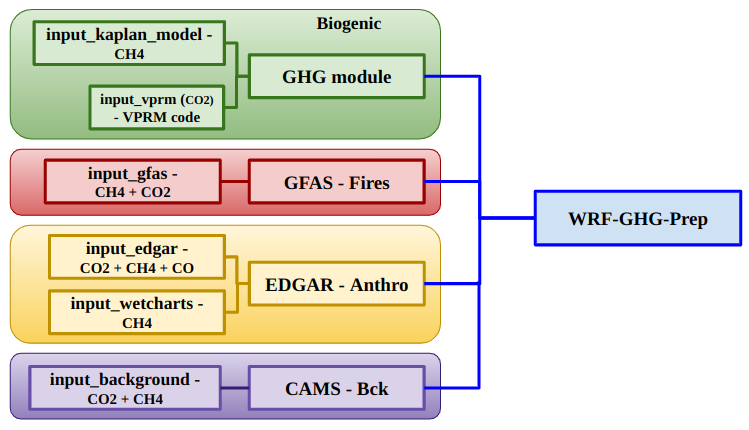 Biogenic
input_kaplan_model -
CH4
GHG module
input_vprm (CO2)
- VPRM code
input_gfas -
CH4 + CO2
GFAS - Fires
WRF-GHG-Prep
input_edgar -
CO2 + CH4 + CO
EDGAR - Anthro
input_wetcharts -
CH4
input_background -
CO2 + CH4
CAMS - Bck